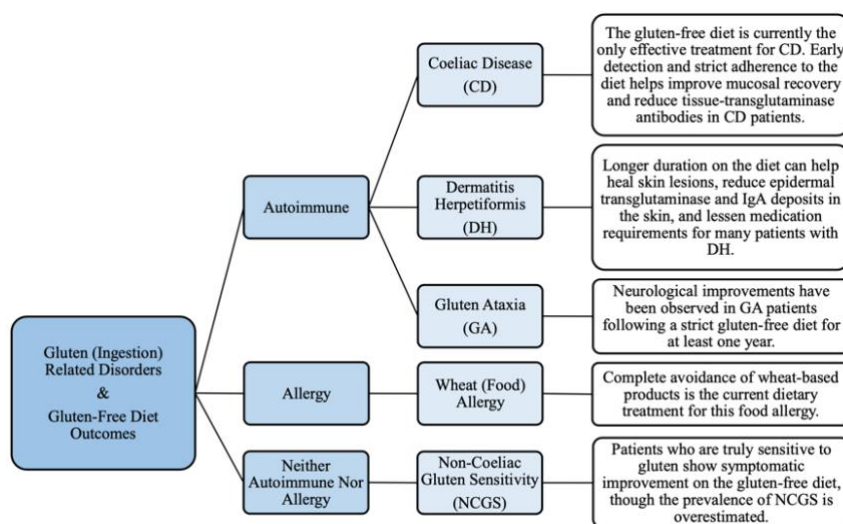 Gluten (Ingestion)
Related Disorders
&
Gluten-Free Diet
Outcomes
Autoimmune
Coeliac Disease
(CD)
The gluten-free diet is currently the
only effective treatment for CD. Early
detection and strict adherence to the
diet helps improve mucosal recovery
and reduce tissue-transglutaminase
antibodies in CD patients.
Dermatitis
Herpetiformis
(DH)
Longer duration on the diet can help
heal skin lesions, reduce epidermal
transglutaminase and IgA deposits in
the skin, and lessen medication
requirements for many patients with
DH.
Gluten Ataxia
(GA)
Neurological improvements have
been observed in GA patients
following a strict gluten-free diet for
at least one year.
Allergy
Wheat (Food)
Allergy
Complete avoidance of wheat-based
products is the current dietary
treatment for this food allergy.
Neither
Autoimmune Nor
Allergy
Non-Coeliac
Gluten Sensitivity
(NCGS)
Patients who are truly sensitive to
gluten show symptomatic
improvement on the gluten-free diet,
though the prevalence of NCGS is
overestimated.